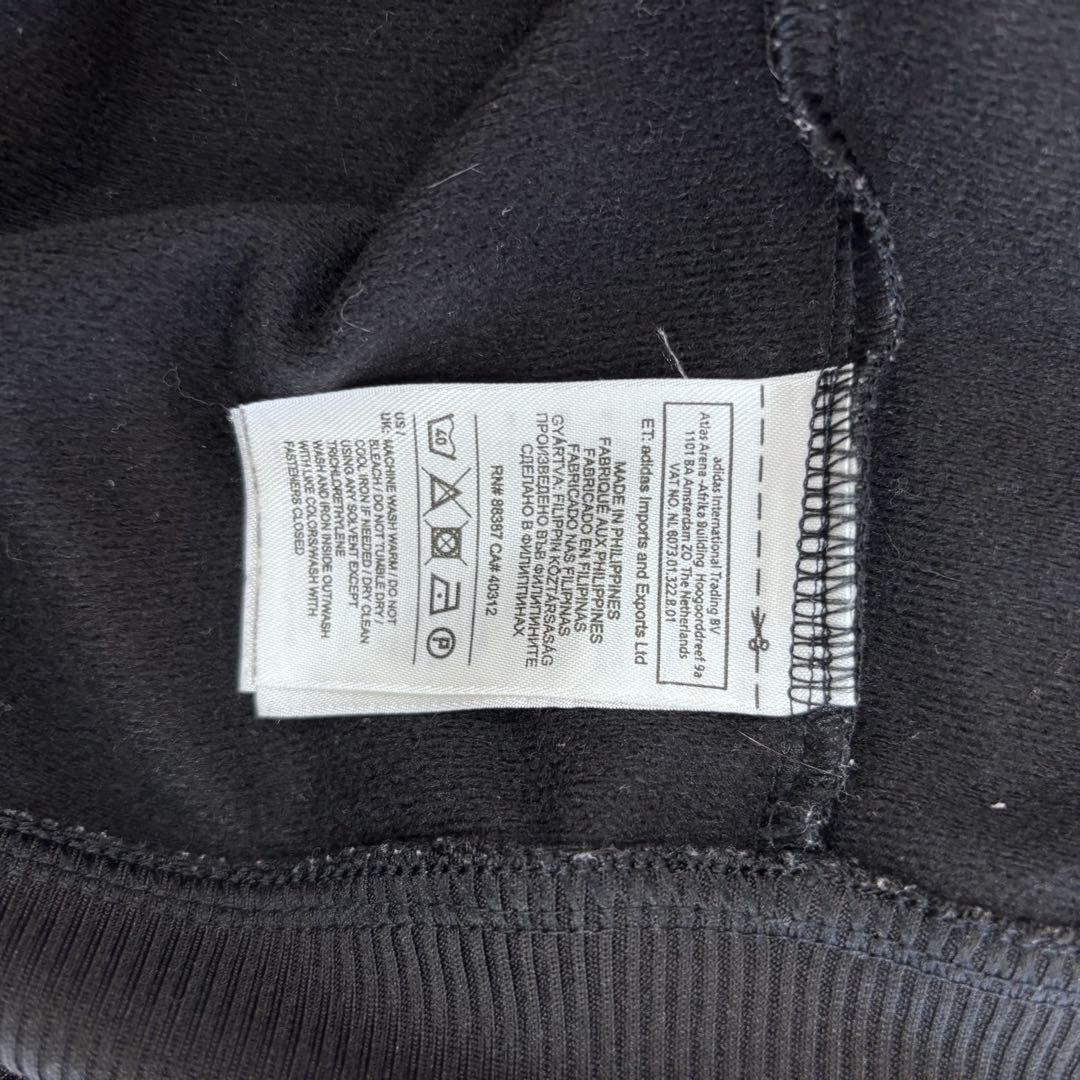 adidas International Trading BV
Atlas Arena -Afrika Building, Hoogoorddreef 9a
1101 BA Amsterdam ZO, The Netherlands
VAT NO. NL 8073.01.322.B.01
ET: adidas Imports and Exports Ltd
MADE IN PHILIPPINES
FABRIQUÉ AUX PHILIPPINES
FABRICADO EN FILIPINAS
FABRICADO NAS FILIPINAS
GYÁRTVA: FILIPPIN KÖZTÁRSASÁG
ПРОИЗВЕДЕНО ВЪВ ФИЛИПИНИТЕ
СДЕЛАНО В ФИЛИПИНАХ
RN# 88387 CA# 40312
40
P
US /
UK: MACHINE WASH WARM / DO NOT
BLEACH / DO NOT TUMBLE DRY /
COOL IRON IF NEEDED / DRY CLEAN
USING ANY SOLVENT EXCEPT
TRICHLORETHYLENE
WASH AND IRON INSIDE OUT/WASH
WITH LIKE COLORS/WASH WITH
FASTENERS CLOSED